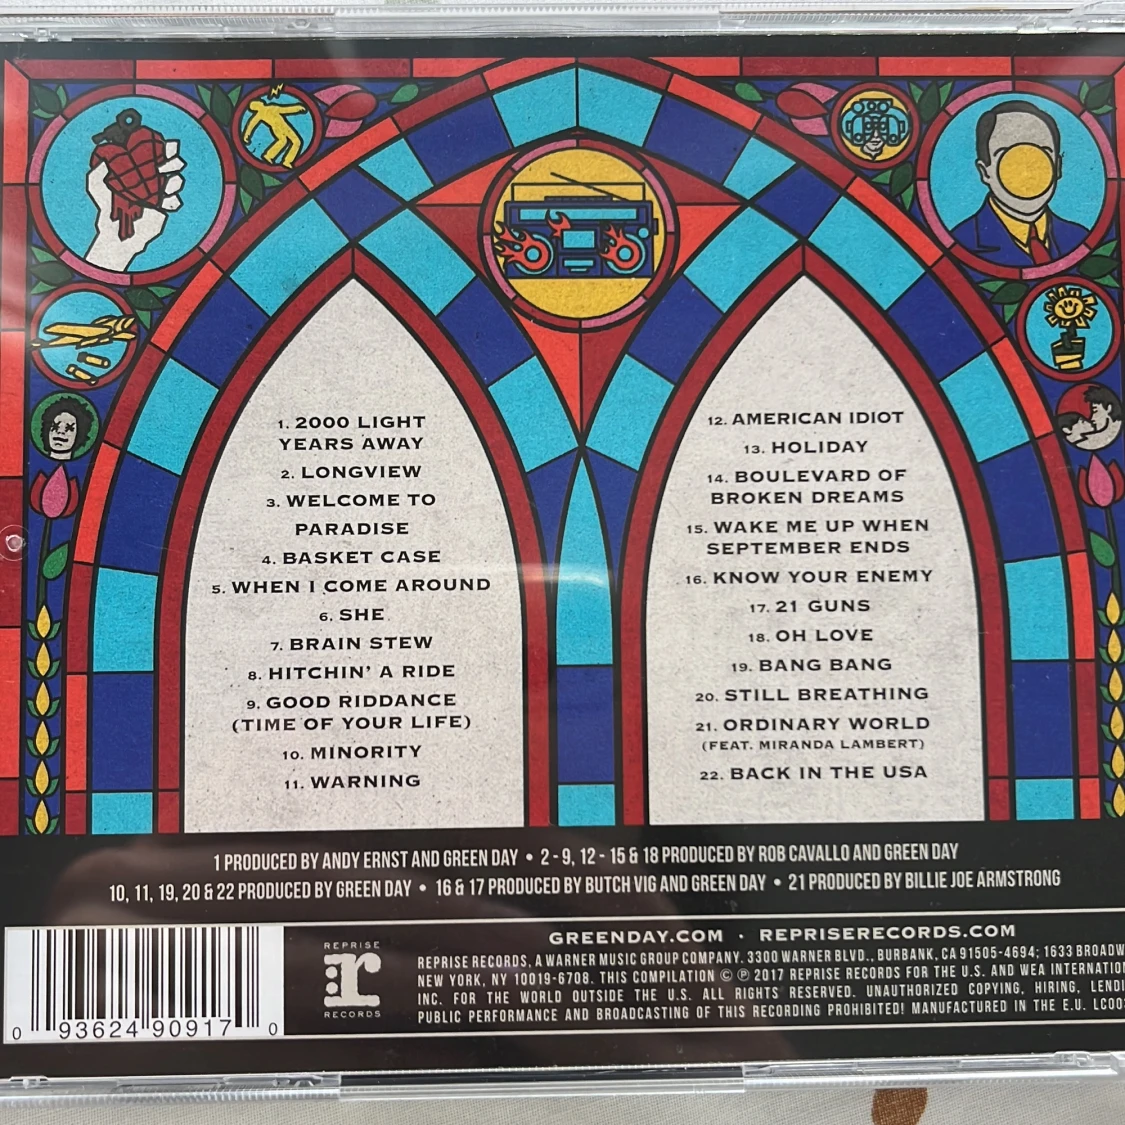 1. 2000 LIGHT
YEARS AWAY
2. LONGVIEW
3. WELCOME TO
PARADISE
4. BASKET CASE
5. WHEN I COME AROUND
6. SHE
7. BRAIN STEW
8. HITCHIN' A RIDE
9. GOOD RIDDANCE
(TIME OF YOUR LIFE)
10. MINORITY
11. WARNING
12. AMERICAN IDIOT
13. HOLIDAY
14. BOULEVARD OF
BROKEN DREAMS
15. WAKE ME UP WHEN
SEPTEMBER ENDS
16. KNOW YOUR ENEMY
17. 21 GUNS
18. OH LOVE
19. BANG BANG
20. STILL BREATHING
21. ORDINARY WORLD
(FEAT. MIRANDA LAMBERT)
22. BACK IN THE USA
1 PRODUCED BY ANDY ERNST AND GREEN DAY • 2 - 9, 12 - 15 & 18 PRODUCED BY ROB CAVALLO AND GREEN DAY
10, 11, 19, 20 & 22 PRODUCED BY GREEN DAY • 16 & 17 PRODUCED BY BUTCH VIG AND GREEN DAY • 21 PRODUCED BY BILLIE JOE ARMSTRONG
0 93624 90917 0
REPRISE
r
RECORDS
GREENDAY.COM · REPRISERECORDS.COM
REPRISE RECORDS, A WARNER MUSIC GROUP COMPANY. 3300 WARNER BLVD., BURBANK, CA 91505-4694; 1633 BROADW
NEW YORK, NY 10019-6708. THIS COMPILATION © ℗ 2017 REPRISE RECORDS FOR THE U.S. AND WEA INTERNATION
INC. FOR THE WORLD OUTSIDE THE U.S. ALL RIGHTS RESERVED. UNAUTHORIZED COPYING, HIRING, LENDI
PUBLIC PERFORMANCE AND BROADCASTING OF THIS RECORDING PROHIBITED! MANUFACTURED IN THE E.U. LC00